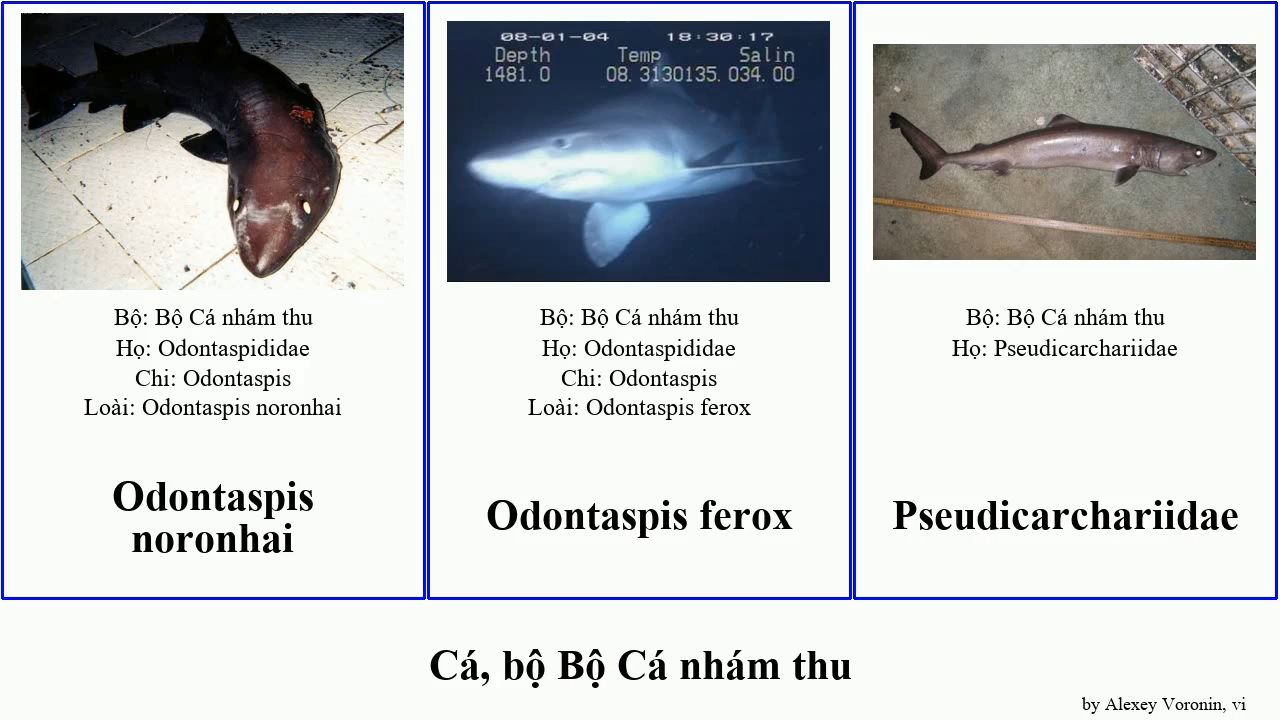 08-01-04 18:30:17
Depth Temp Salin
1481.0 08.3130135.034.00
Bộ: Bộ Cá nhám thu
Họ: Odontaspididae
Chi: Odontaspis
Loài: Odontaspis noronhai
Odontaspis
noronhai
Bộ: Bộ Cá nhám thu
Họ: Odontaspididae
Chi: Odontaspis
Loài: Odontaspis ferox
Odontaspis ferox
Bộ: Bộ Cá nhám thu
Họ: Pseudicarchariidae
Pseudicarchariidae
Cá, bộ Bộ Cá nhám thu
by Alexey Voronin, vi